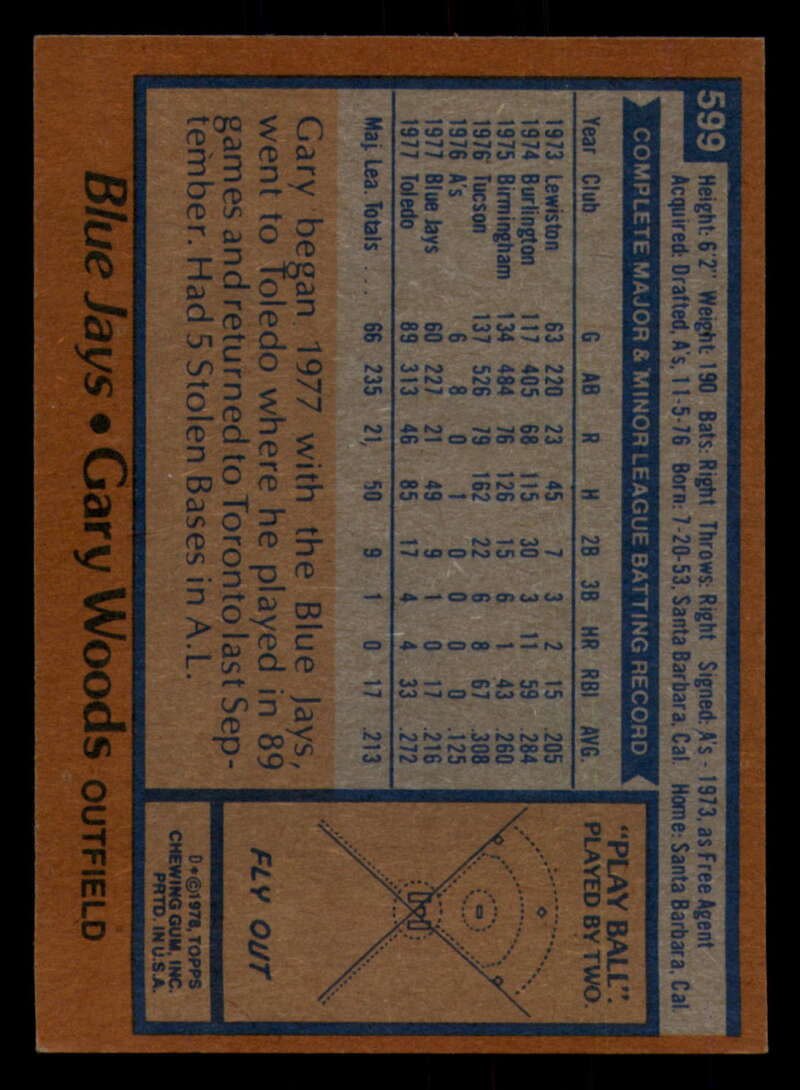 599
Height: 6'2" Weight: 190 Bats: Right Throws: Right Signed: A's - 1973, as Free Agent
Acquired: Drafted, A's, 11-5-76 Born: 7-20-53, Santa Barbara, Cal. Home: Santa Barbara, Cal.
COMPLETE MAJOR & MINOR LEAGUE BATTING RECORD
Year Club G AB R H 2B 3B HR RBI AVG.
1973 Lewiston 63 220 23 45 7 3 2 15 .205
1974 Burlington 117 405 68 115 30 3 11 59 .284
1975 Birmingham 134 484 76 126 15 6 1 43 .260
1976 Tucson 137 526 79 162 22 6 8 67 .308
1976 A's 6 8 0 1 0 0 0 0 .125
1977 Blue Jays 60 227 21 49 9 1 0 17 .216
1977 Toledo 89 313 46 85 17 4 4 33 .272
Maj. Lea. Totals .... 66 235 21, 50 9 1 0 17 .213
Gary began 1977 with the Blue Jays,
went to Toledo where he played in 89
games and returned to Toronto last Sep-
tember. Had 5 Stolen Bases in A.L.
"PLAY BALL".
PLAYED BY TWO.
FLY OUT
D*©1978, TOPPS
CHEWING GUM, INC.
PRTD. IN U.S.A.
Blue Jays • Gary Woods OUTFIELD